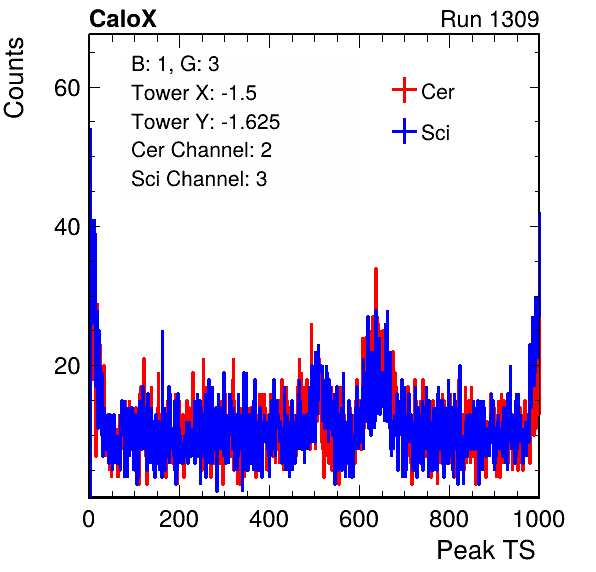 CaloX Run 1309
Counts
B: 1, G: 3
Tower X: -1.5
Tower Y: -1.625
Cer Channel: 2
Sci Channel: 3
Cer
Sci
60
40
20
0 200 400 600 800 1000
Peak TS